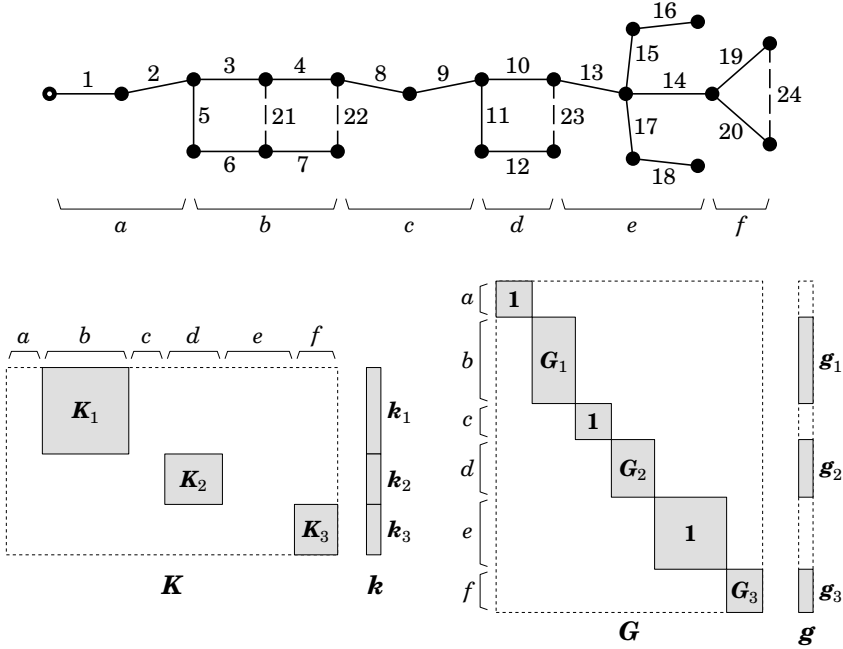 16
1 2 3 4 8 9 10 13 15 14 19
5 21 22 11 23 24
6 7 12 17 18 20
a b c d e f
a b c d e f
K₁ k₁
K₂ k₂
K₃ k₃
K k
a 1
b G₁ g₁
c 1
d G₂ g₂
e 1
f G₃ g₃
G g